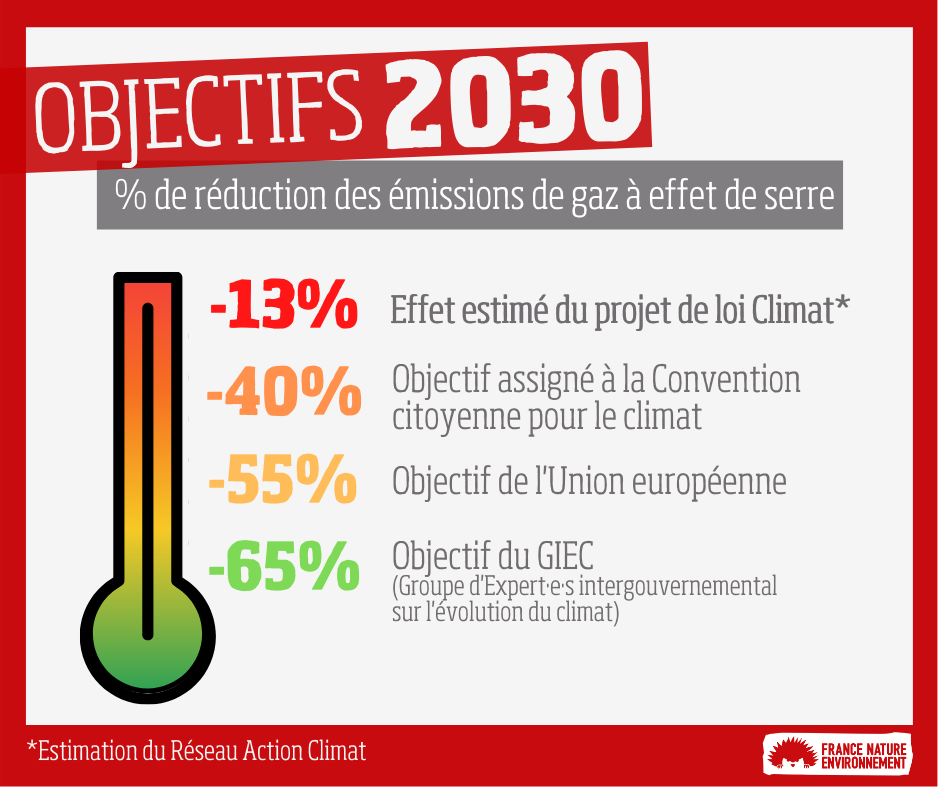 OBJECTIFS 2030
% de réduction des émissions de gaz à effet de serre
-13% Effet estimé du projet de loi Climat*
-40% Objectif assigné à la Convention
citoyenne pour le climat
-55% Objectif de l'Union européenne
-65% Objectif du GIEC
(Groupe d'Expert·e·s intergouvernemental
sur l'évolution du climat)
*Estimation du Réseau Action Climat
FRANCE NATURE
ENVIRONNEMENT